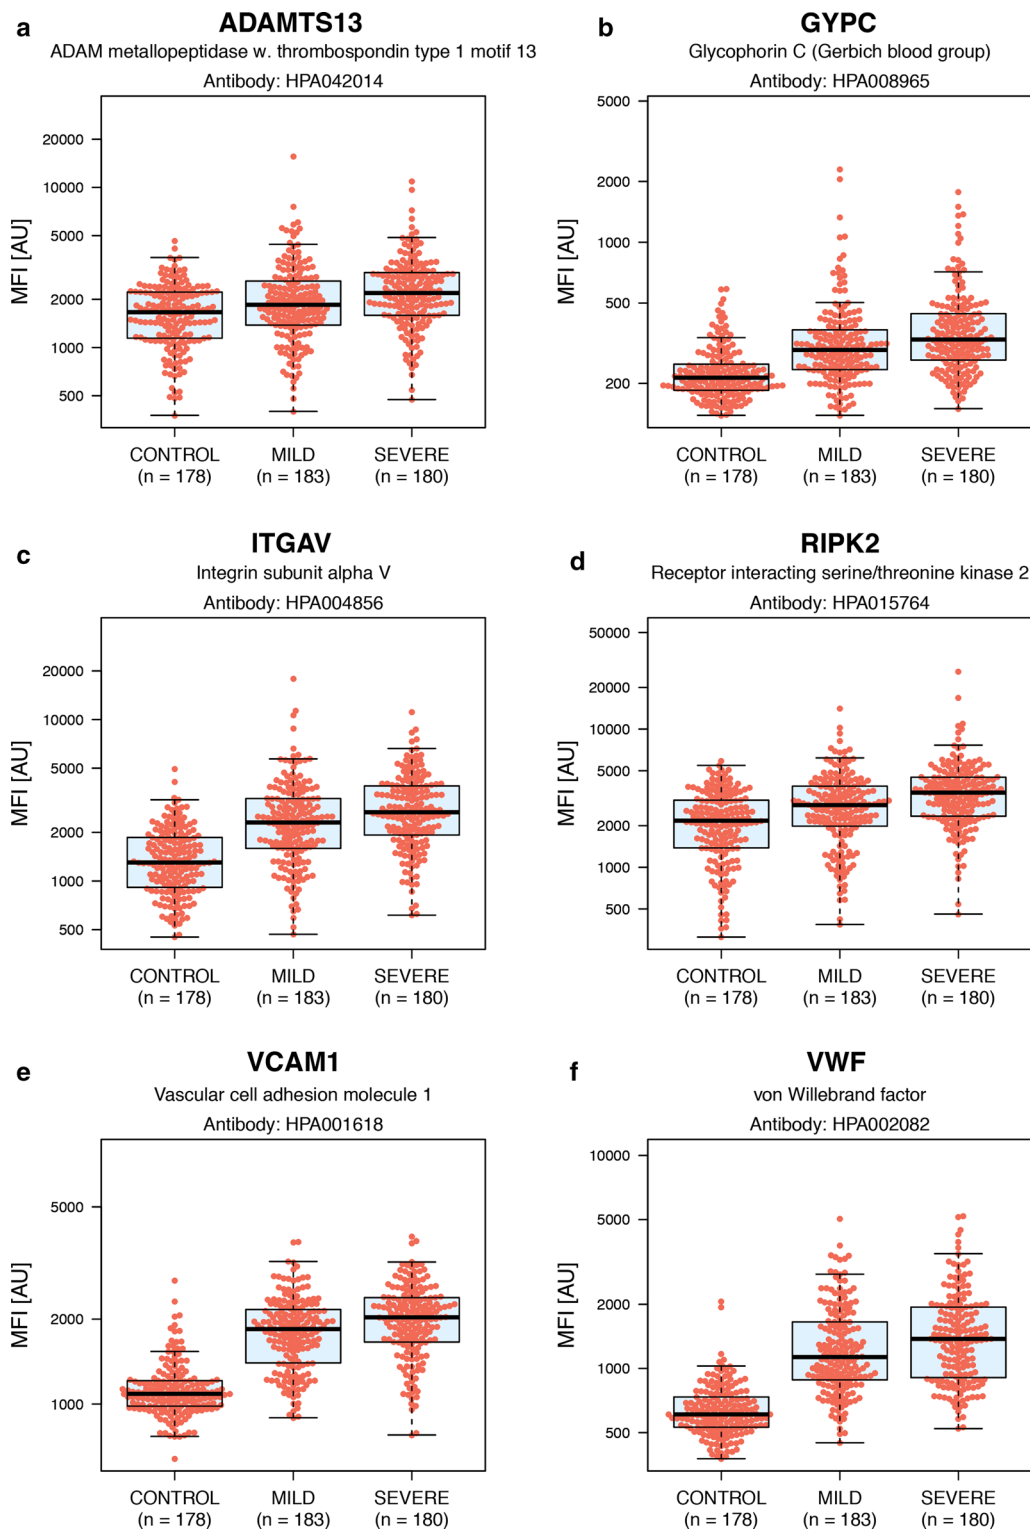 a
ADAMTS13
ADAM metallopeptidase w. thrombospondin type 1 motif 13
Antibody: HPA042014
MFI [AU]
20000
10000
5000
2000
1000
500
CONTROL MILD SEVERE
(n = 178) (n = 183) (n = 180)
b
GYPC
Glycophorin C (Gerbich blood group)
Antibody: HPA008965
MFI [AU]
5000
2000
1000
500
200
CONTROL MILD SEVERE
(n = 178) (n = 183) (n = 180)
c
ITGAV
Integrin subunit alpha V
Antibody: HPA004856
MFI [AU]
20000
10000
5000
2000
1000
500
CONTROL MILD SEVERE
(n = 178) (n = 183) (n = 180)
d
RIPK2
Receptor interacting serine/threonine kinase 2
Antibody: HPA015764
MFI [AU]
50000
20000
10000
5000
2000
1000
500
CONTROL MILD SEVERE
(n = 178) (n = 183) (n = 180)
e
VCAM1
Vascular cell adhesion molecule 1
Antibody: HPA001618
MFI [AU]
5000
2000
1000
CONTROL MILD SEVERE
(n = 178) (n = 183) (n = 180)
f
VWF
von Willebrand factor
Antibody: HPA002082
MFI [AU]
10000
5000
2000
1000
500
CONTROL MILD SEVERE
(n = 178) (n = 183) (n = 180)